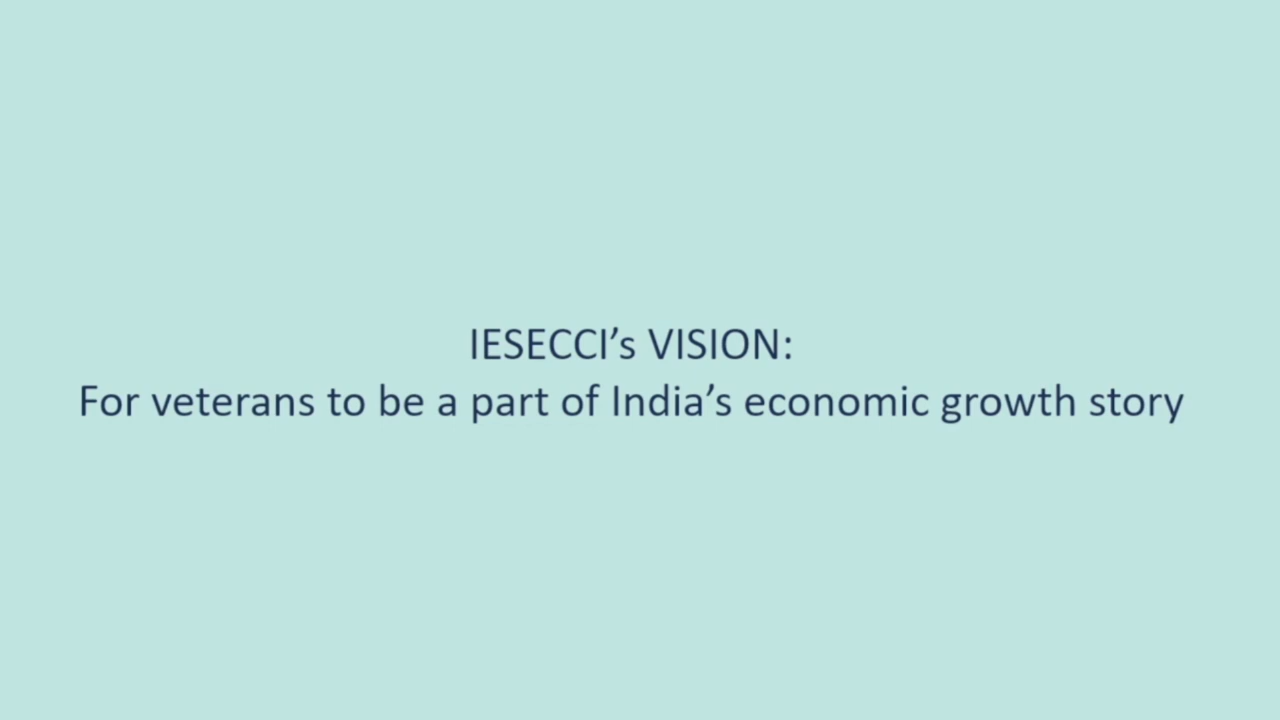 IESECCI’s VISION:
For veterans to be a part of India’s economic growth story